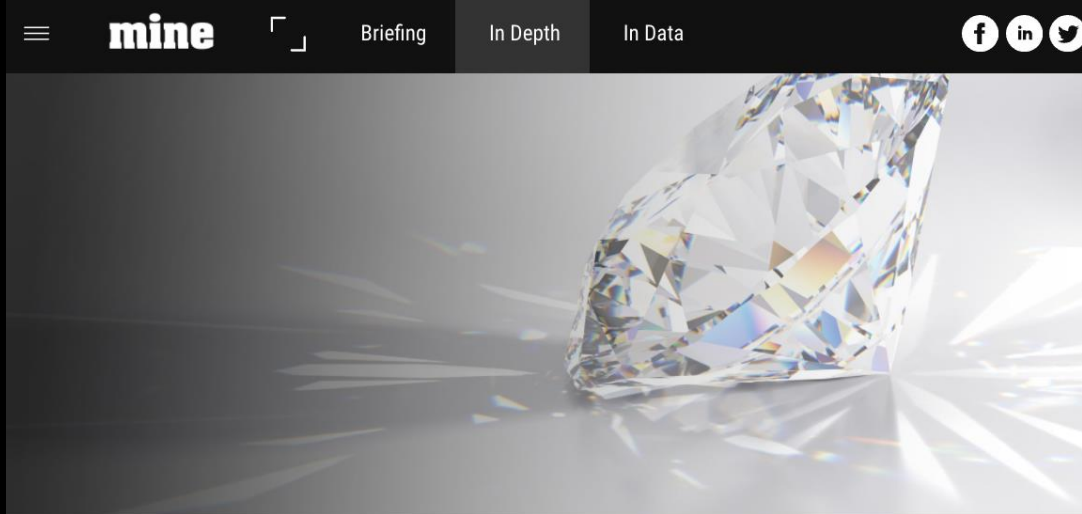 mine
Briefing
In Depth
In Data
f
in